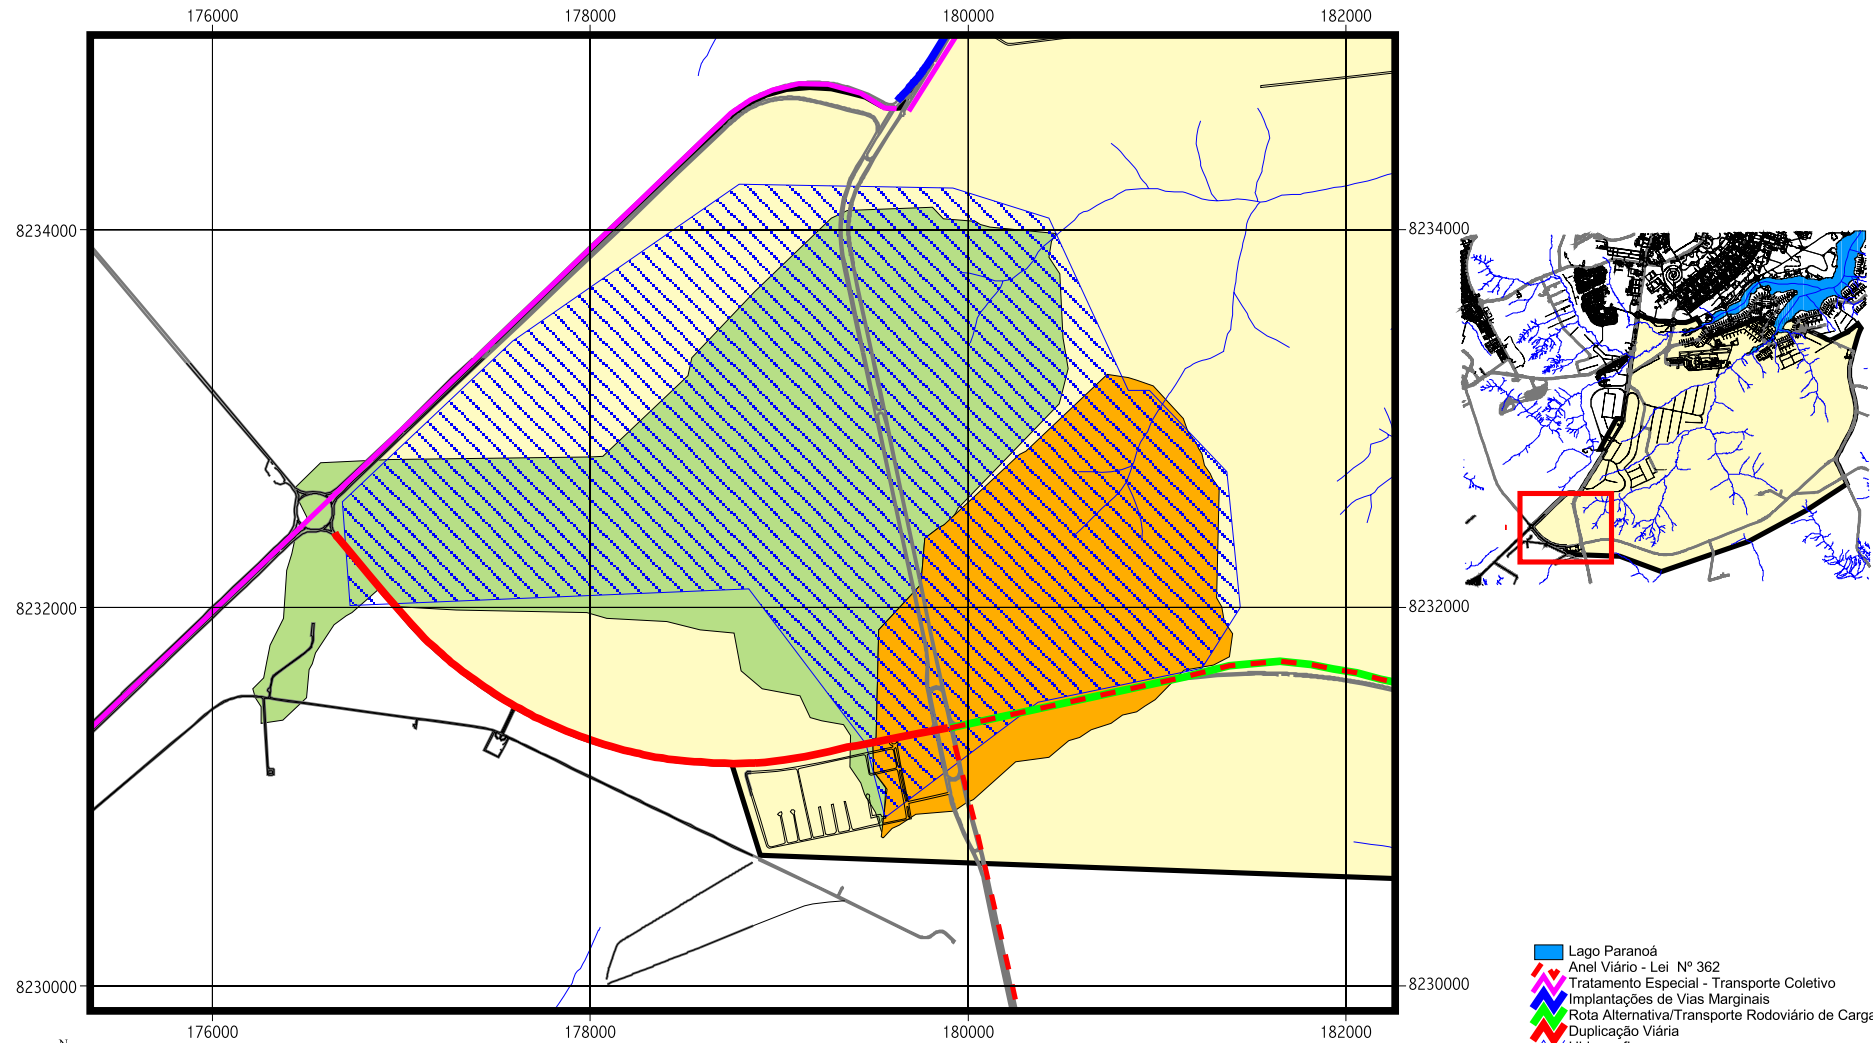 176000 178000 180000 182000
8234000 8234000
8232000 8232000
8230000 8230000
176000 178000 180000 182000
N
Lago Paranoá
Anel Viário - Lei Nº 362
Tratamento Especial - Transporte Coletivo
Implantações de Vias Marginais
Rota Alternativa/Transporte Rodoviário de Carga
Duplicação Viária